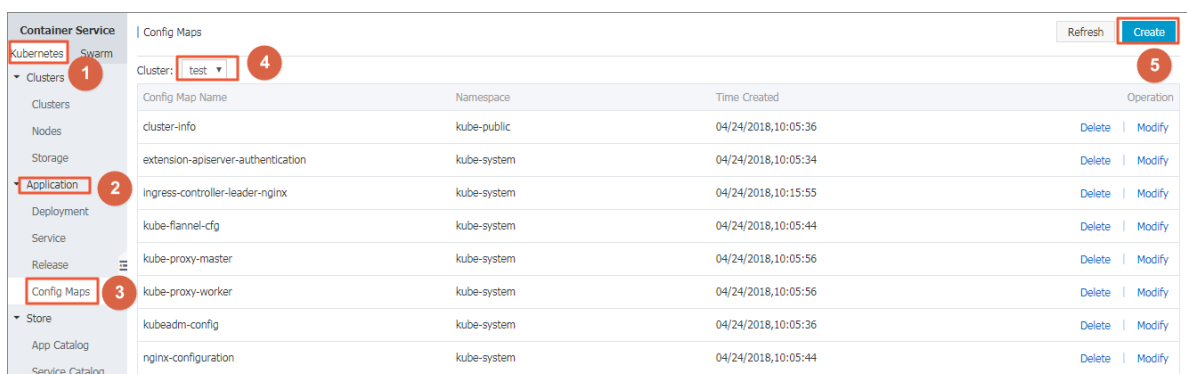 Container Service
Kubernetes Swarm
1
Clusters
Clusters
Nodes
Storage
Application
2
Deployment
Service
Release
Config Maps
3
Store
App Catalog
Service Catalog
Config Maps
Refresh Create
5
Cluster: test
4
Config Map Name Namespace Time Created Operation
cluster-info kube-public 04/24/2018,10:05:36 Delete | Modify
extension-apiserver-authentication kube-system 04/24/2018,10:05:34 Delete | Modify
ingress-controller-leader-nginx kube-system 04/24/2018,10:15:55 Delete | Modify
kube-flannel-cfg kube-system 04/24/2018,10:05:44 Delete | Modify
kube-proxy-master kube-system 04/24/2018,10:05:56 Delete | Modify
kube-proxy-worker kube-system 04/24/2018,10:05:56 Delete | Modify
kubeadm-config kube-system 04/24/2018,10:05:36 Delete | Modify
nginx-configuration kube-system 04/24/2018,10:05:44 Delete | Modify